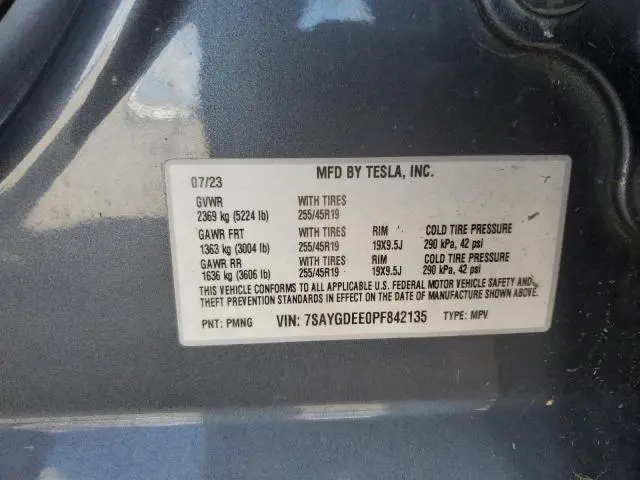 MFD BY TESLA, INC.
07/23
GVWR WITH TIRES
2369 kg (5224 lb) 255/45R19
GAWR FRT WITH TIRES RIM COLD TIRE PRESSURE
1363 kg (3004 lb) 255/45R19 19X9.5J 290 kPa, 42 psi
GAWR RR WITH TIRES RIM COLD TIRE PRESSURE
1636 kg (3606 lb) 255/45R19 19X9.5J 290 kPa, 42 psi
THIS VEHICLE CONFORMS TO ALL APPLICABLE U.S. FEDERAL MOTOR VEHICLE SAFETY AND
THEFT PREVENTION STANDARDS IN EFFECT ON THE DATE OF MANUFACTURE SHOWN ABOVE.
PNT: PMNG VIN: 7SAYGDEE0PF842135 TYPE: MPV